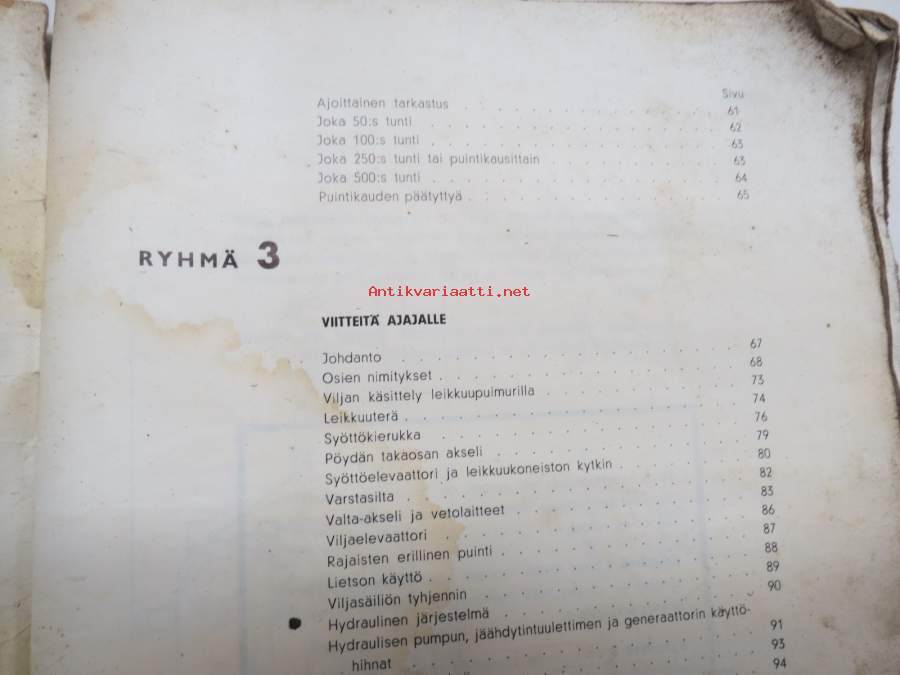 Sivu
Ajoittainen tarkastus . . . . . . . . . . . . 61
Joka 50:s tunti . . . . . . . . . . . . 62
Joka 100:s tunti . . . . . . . . . . . . 63
Joka 250:s tunti tai puintikausittain . . . . . . . . 63
Joka 500:s tunti . . . . . . . . . . . . 64
Puintikauden päätyttyä . . . . . . . . . . . . 65
RYHMÄ 3
Antikvariaatti.net
VIITTEITÄ AJAJALLE
Johdanto . . . . . . . . . . . . 67
Osien nimitykset . . . . . . . . . . . . 68
Viljan käsittely leikkuupuimurilla . . . . . . . . 73
Leikkuuterä . . . . . . . . . . . . 74
Syöttökierukka . . . . . . . . . . . . 76
Pöydän takaosan akseli . . . . . . . . . . 79
Syöttöelevaattori ja leikkuukoneiston kytkin . . . . . . 80
Varstasilta . . . . . . . . . . . . 82
Valta-akseli ja vetolaitteet . . . . . . . . . . 83
Viljaelevaattori . . . . . . . . . . . . 86
Rajaisten erillinen puinti . . . . . . . . . . 87
Lietson käyttö . . . . . . . . . . . . 88
Viljasäiliön tyhjennin . . . . . . . . . . 89
Hydraulinen järjestelmä . . . . . . . . . . 90
Hydraulisen pumpun, jäähdytintuulettimen ja generaattorin käyttö-
hihnat . . . . . . . . . . . . 91
93
94